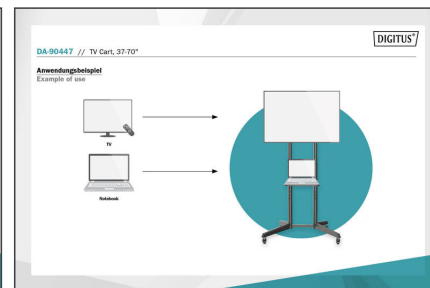 DIGITUS®
DA-90447 // TV Cart, 37-70"
Anwendungsbeispiel
Example of use
TV
Notebook